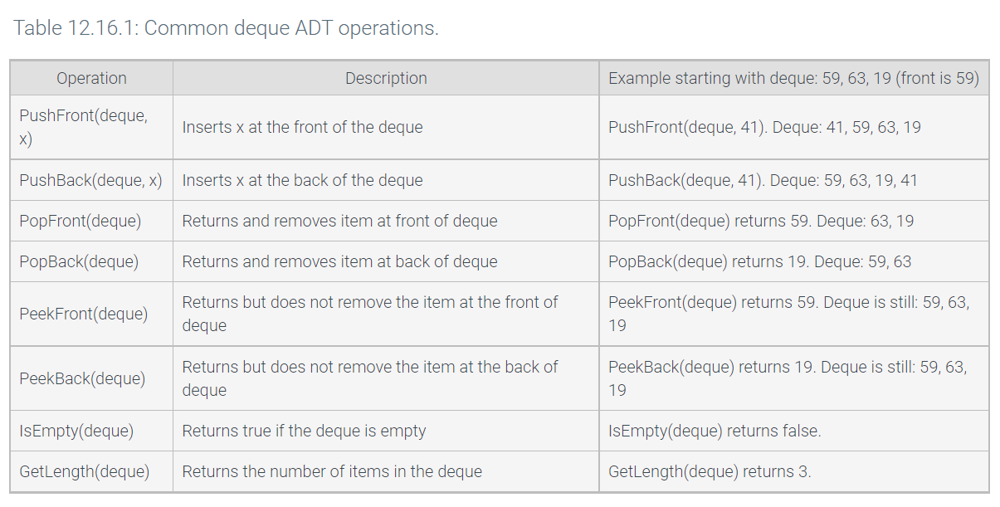 Table 12.16.1: Common deque ADT operations.
Operation
Description
Example starting with deque: 59, 63, 19 (front is 59)
PushFront(deque,
x)
Inserts x at the front of the deque
PushFront(deque, 41). Deque: 41, 59, 63, 19
PushBack(deque, x)
Inserts x at the back of the deque
PushBack(deque, 41). Deque: 59, 63, 19, 41
PopFront(deque)
Returns and removes item at front of deque
PopFront(deque) returns 59. Deque: 63, 19
PopBack(deque)
Returns and removes item at back of deque
PopBack(deque) returns 19. Deque: 59, 63
PeekFront(deque)
Returns but does not remove the item at the front of
deque
PeekFront(deque) returns 59. Deque is still: 59, 63,
19
PeekBack(deque)
Returns but does not remove the item at the back of
deque
PeekBack(deque) returns 19. Deque is still: 59, 63,
19
IsEmpty(deque)
Returns true if the deque is empty
IsEmpty(deque) returns false.
GetLength(deque)
Returns the number of items in the deque
GetLength(deque) returns 3.